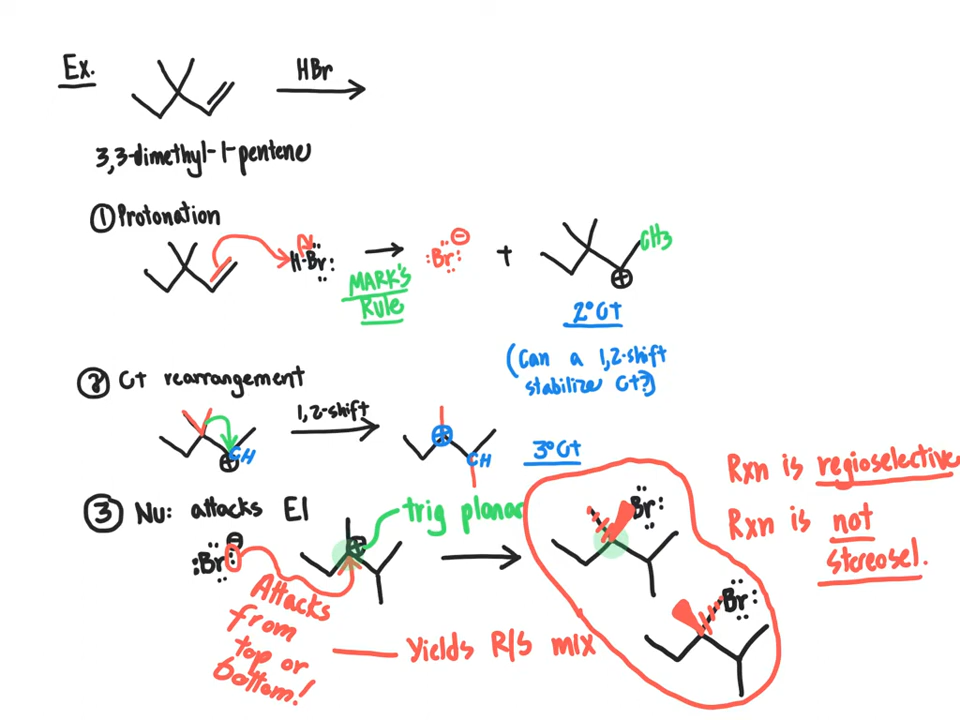 Ex.
HBr
3,3-dimethyl-1-pentene
① Protonation
H-Br:
MARK'S
RULE
:Br: ⊖
+
CH3
⊕
2° C+
(Can a 1,2-shift
stabilize C+?)
② C+ rearrangement
⊕ CH
1,2-shift
⊕
CH
3° C+
Rxn is regioselective
Rxn is not
stereosel.
③ Nu: attacks El
trig planar
:Br: ⊖
⊕
Br:
Attacks
from
top or
bottom!
Yields R/S mix
Br: